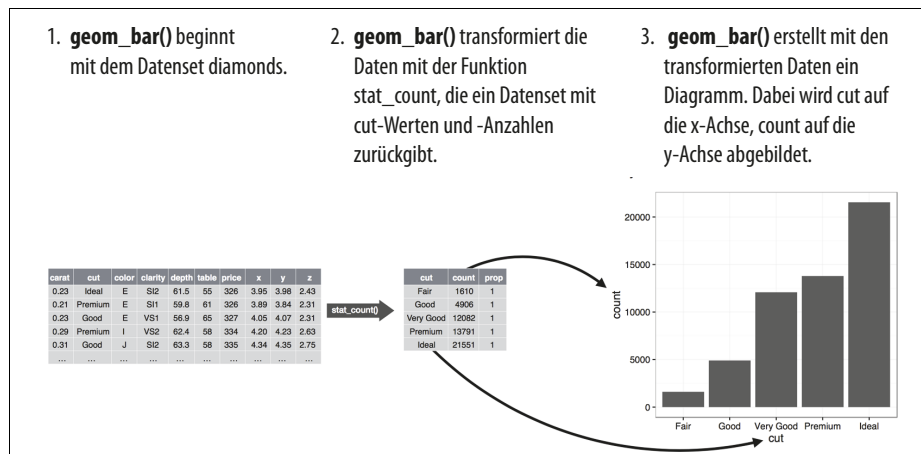 1. geom_bar() beginnt
mit dem Datenset diamonds.
2. geom_bar() transformiert die
Daten mit der Funktion
stat_count, die ein Datenset mit
cut-Werten und -Anzahlen
zurückgibt.
3. geom_bar() erstellt mit den
transformierten Daten ein
Diagramm. Dabei wird cut auf
die x-Achse, count auf die
y-Achse abgebildet.
carat cut color clarity depth table price x y z
0.23 Ideal E SI2 61.5 55 326 3.95 3.98 2.43
0.21 Premium E SI1 59.8 61 326 3.89 3.84 2.31
0.23 Good E VS1 56.9 65 327 4.05 4.07 2.31
0.29 Premium I VS2 62.4 58 334 4.20 4.23 2.63
0.31 Good J SI2 63.3 58 335 4.34 4.35 2.75
... ... ... ... ... ... ... ... ... ...
stat_count()
cut count prop
Fair 1610 1
Good 4906 1
Very Good 12082 1
Premium 13791 1
Ideal 21551 1
20000
15000
10000
5000
0
count
Fair Good Very Good Premium Ideal
cut